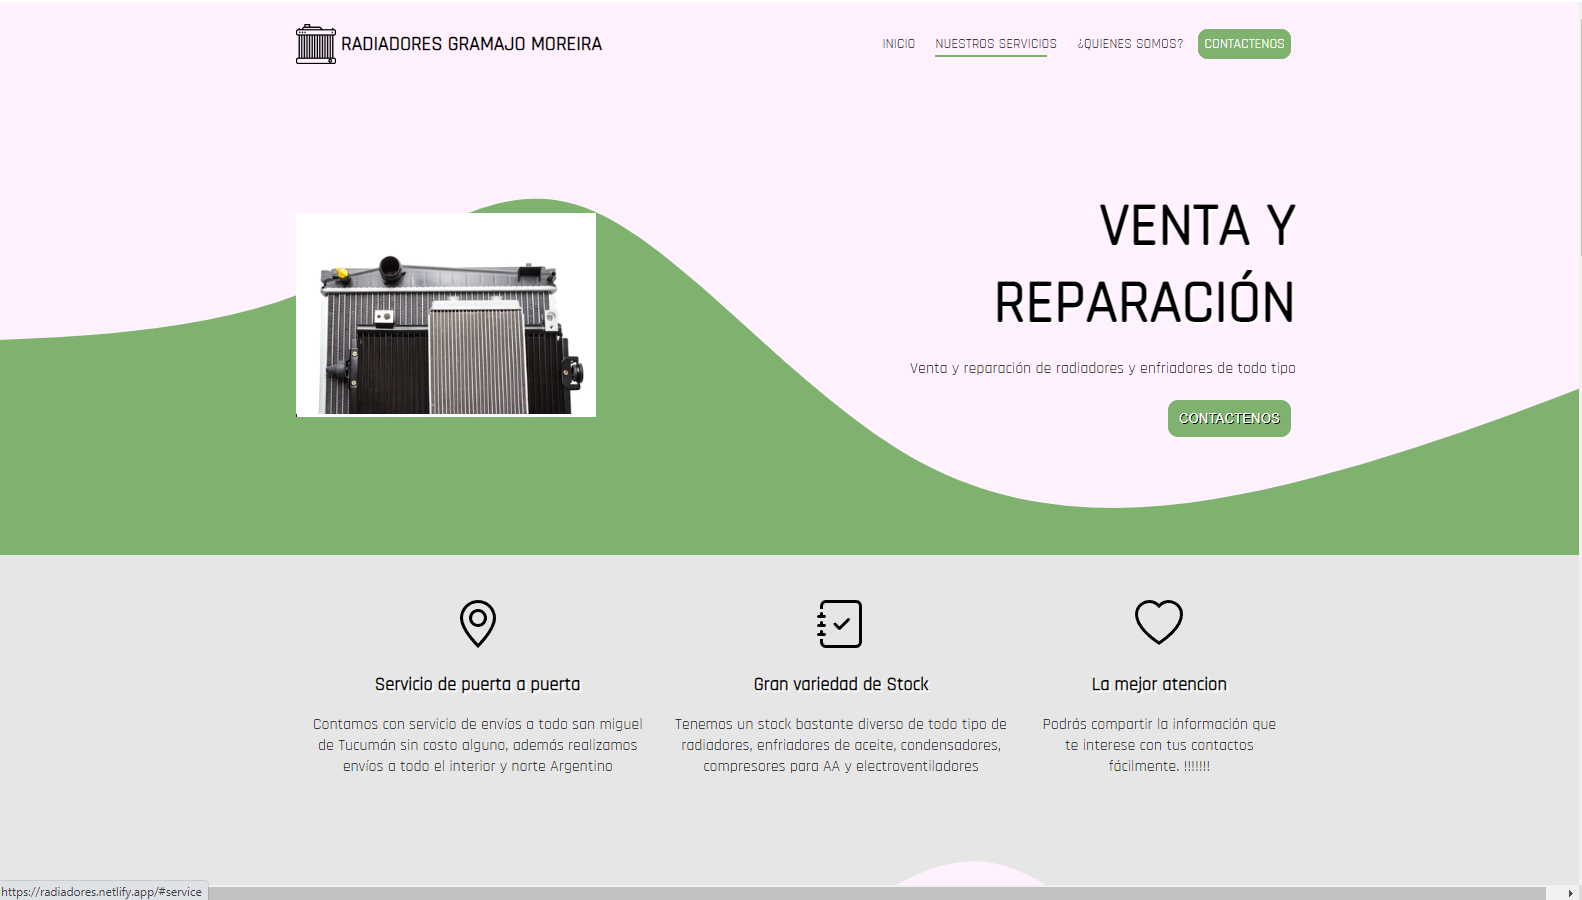 RADIADORES GRAMAJO MOREIRA
INICIO
NUESTROS SERVICIOS
¿QUIENES SOMOS?
CONTACTENOS
VENTA Y
REPARACIÓN
Venta y reparación de radiadores y enfriadores de todo tipo
CONTACTENOS
Servicio de puerta a puerta
Contamos con servicio de envíos a todo san miguel
de Tucumán sin costo alguno, además realizamos
envíos a todo el interior y norte Argentino
Gran variedad de Stock
Tenemos un stock bastante diverso de todo tipo de
radiadores, enfriadores de aceite, condensadores,
compresores para AA y electroventiladores
La mejor atencion
Podrás compartir la información que
te interese con tus contactos
fácilmente. !!!!!!!
https://radiadores.netlify.app/#service